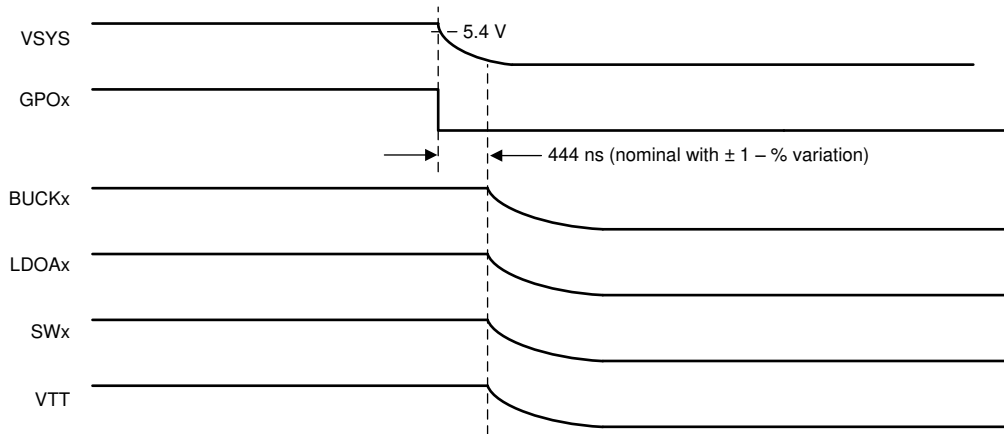 VSYS
5.4 V
GPOx
444 ns (nominal with ± 1 – % variation)
BUCKx
LDOAx
SWx
VTT